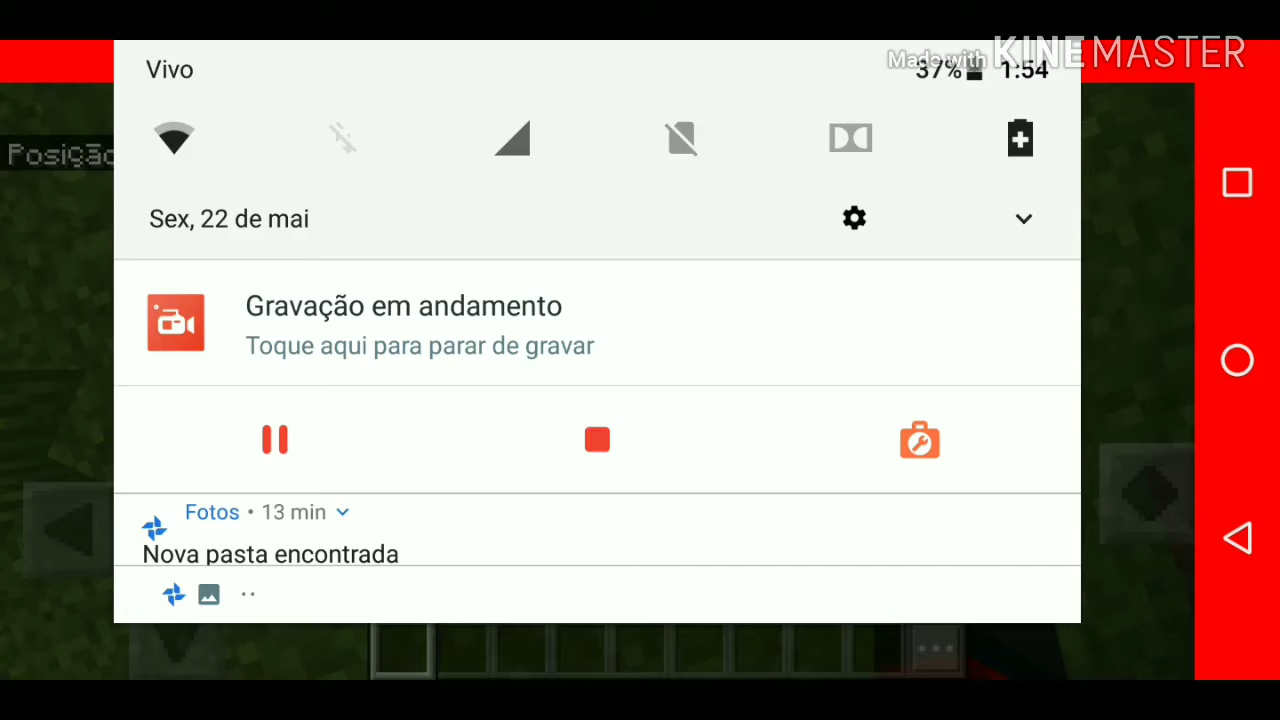 Made with KINEMASTER
Vivo
37%
1:54
Posição
Sex, 22 de mai
Gravação em andamento
Toque aqui para parar de gravar
Fotos • 13 min
Nova pasta encontrada